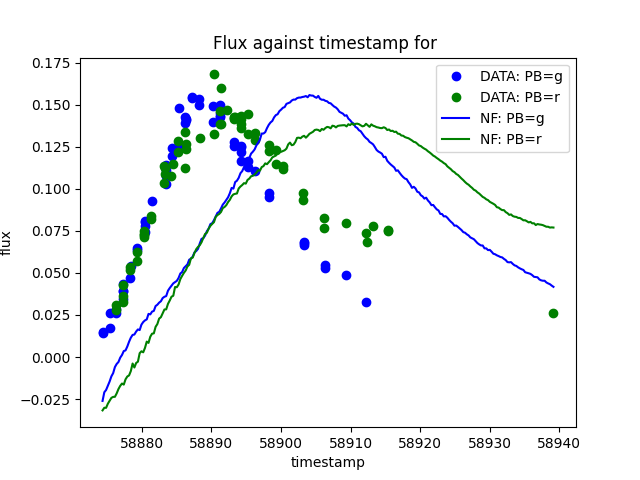 Flux against timestamp for
0.175
0.150
0.125
0.100
0.075
0.050
0.025
0.000
−0.025
flux
DATA: PB=g
DATA: PB=r
NF: PB=g
NF: PB=r
58880 58890 58900 58910 58920 58930 58940
timestamp